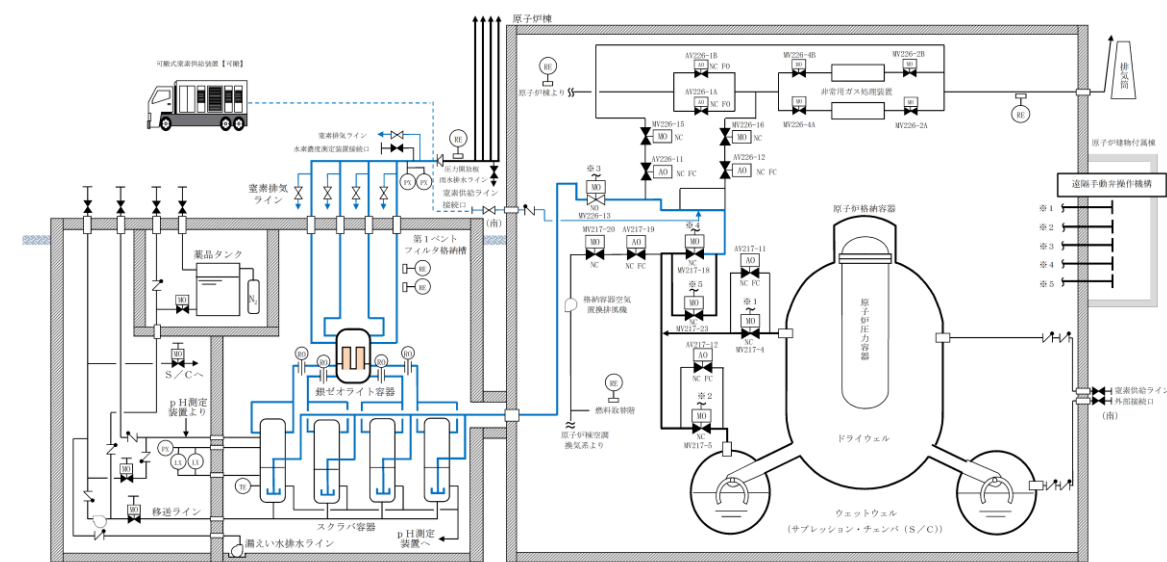 原子炉棟
可搬式窒素供給装置【可搬】
RE
原子炉棟より
AV226-1B
AO
NC FO
AV226-1A
AO
NC FO
MV226-4B
MO
MV226-2B
MO
非常用ガス処理装置
MO
MV226-4A
MO
MV226-2A
RE
排気筒
窒素排気ライン
水素濃度測定装置接続口
RE
PX
PX
圧力開放板
雨水排水ライン
窒素供給ライン
接続口
(南)
MV226-15
MO
NC
MV226-16
MO
NC
AV226-11
AO
NC FC
AV226-12
AO
NC FC
原子炉建物付属棟
遠隔手動弁操作機構
※1
※2
※3
※4
※5
窒素排気
ライン
※3
MO
NO
MV226-13
原子炉格納容器
第1ベント
フィルタ格納槽
RE
RE
MV217-20
MO
NC
AV217-19
AO
NC FC
※4
MO
NC
MV217-18
AV217-11
AO
NC FC
薬品タンク
MO
N2
格納容器空気
置換排風機
※5
MO
NC
MV217-23
※1
MO
NC
MV217-4
原子炉圧力容器
MO
S/Cへ
RO
RO
RO
RO
銀ゼオライト容器
AV217-12
AO
NC FC
RE
燃料取替階
原子炉棟空調
換気系より
※2
MO
NC
MV217-5
窒素供給ライン
外部接続口
(南)
pH測定
装置より
PX
LX
LX
MO
TE
ドライウェル
移送ライン
MO
スクラバ容器
pH測定
装置へ
漏えい水排水ライン
ウェットウェル
(サプレッション・チェンバ(S/C))